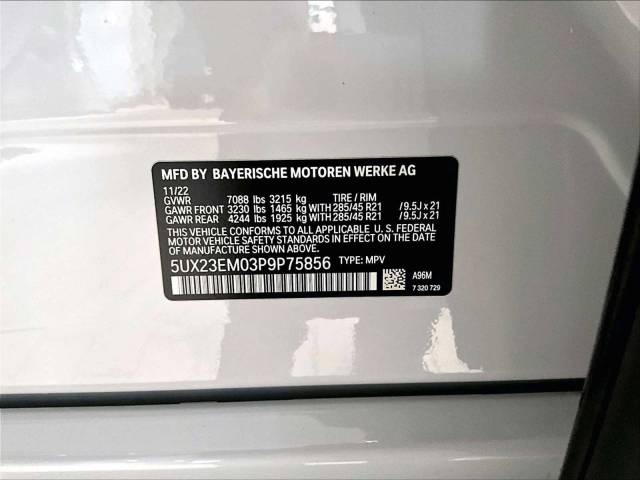 MFD BY BAYERISCHE MOTOREN WERKE AG
11/22
GVWR 7088 lbs 3215 kg TIRE / RIM
GAWR FRONT 3230 lbs 1465 kg WITH 285/45 R21 / 9.5J x 21
GAWR REAR 4244 lbs 1925 kg WITH 285/45 R21 / 9.5J x 21
THIS VEHICLE CONFORMS TO ALL APPLICABLE U. S. FEDERAL
MOTOR VEHICLE SAFETY STANDARDS IN EFFECT ON THE
DATE OF MANUFACTURE SHOWN ABOVE.
5UX23EM03P9P75856 TYPE: MPV
A96M
7 320 729